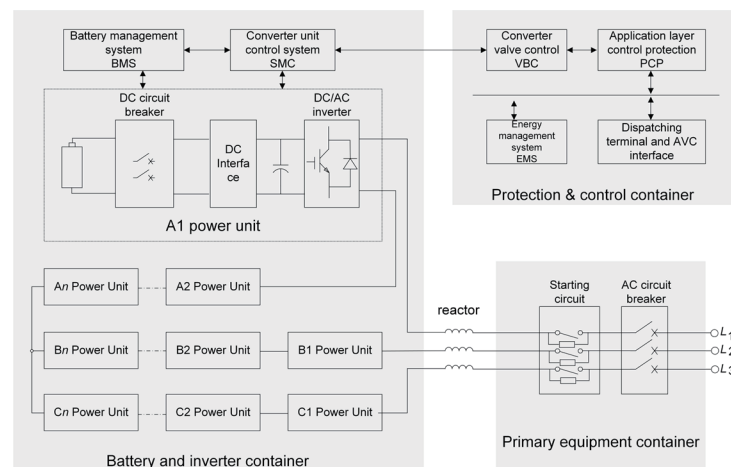 Battery management
system
BMS
Converter unit
control system
SMC
Converter
valve control
VBC
Application layer
control protection
PCP
DC circuit
breaker
DC/AC
inverter
DC
Interfa
ce
A1 power unit
Energy
management
system
EMS
Dispatching
terminal and AVC
interface
Protection & control container
An Power Unit
A2 Power Unit
Bn Power Unit
B2 Power Unit
B1 Power Unit
Cn Power Unit
C2 Power Unit
C1 Power Unit
Battery and inverter container
reactor
Starting
circuit
AC circuit
breaker
L1
L2
L3
Primary equipment container